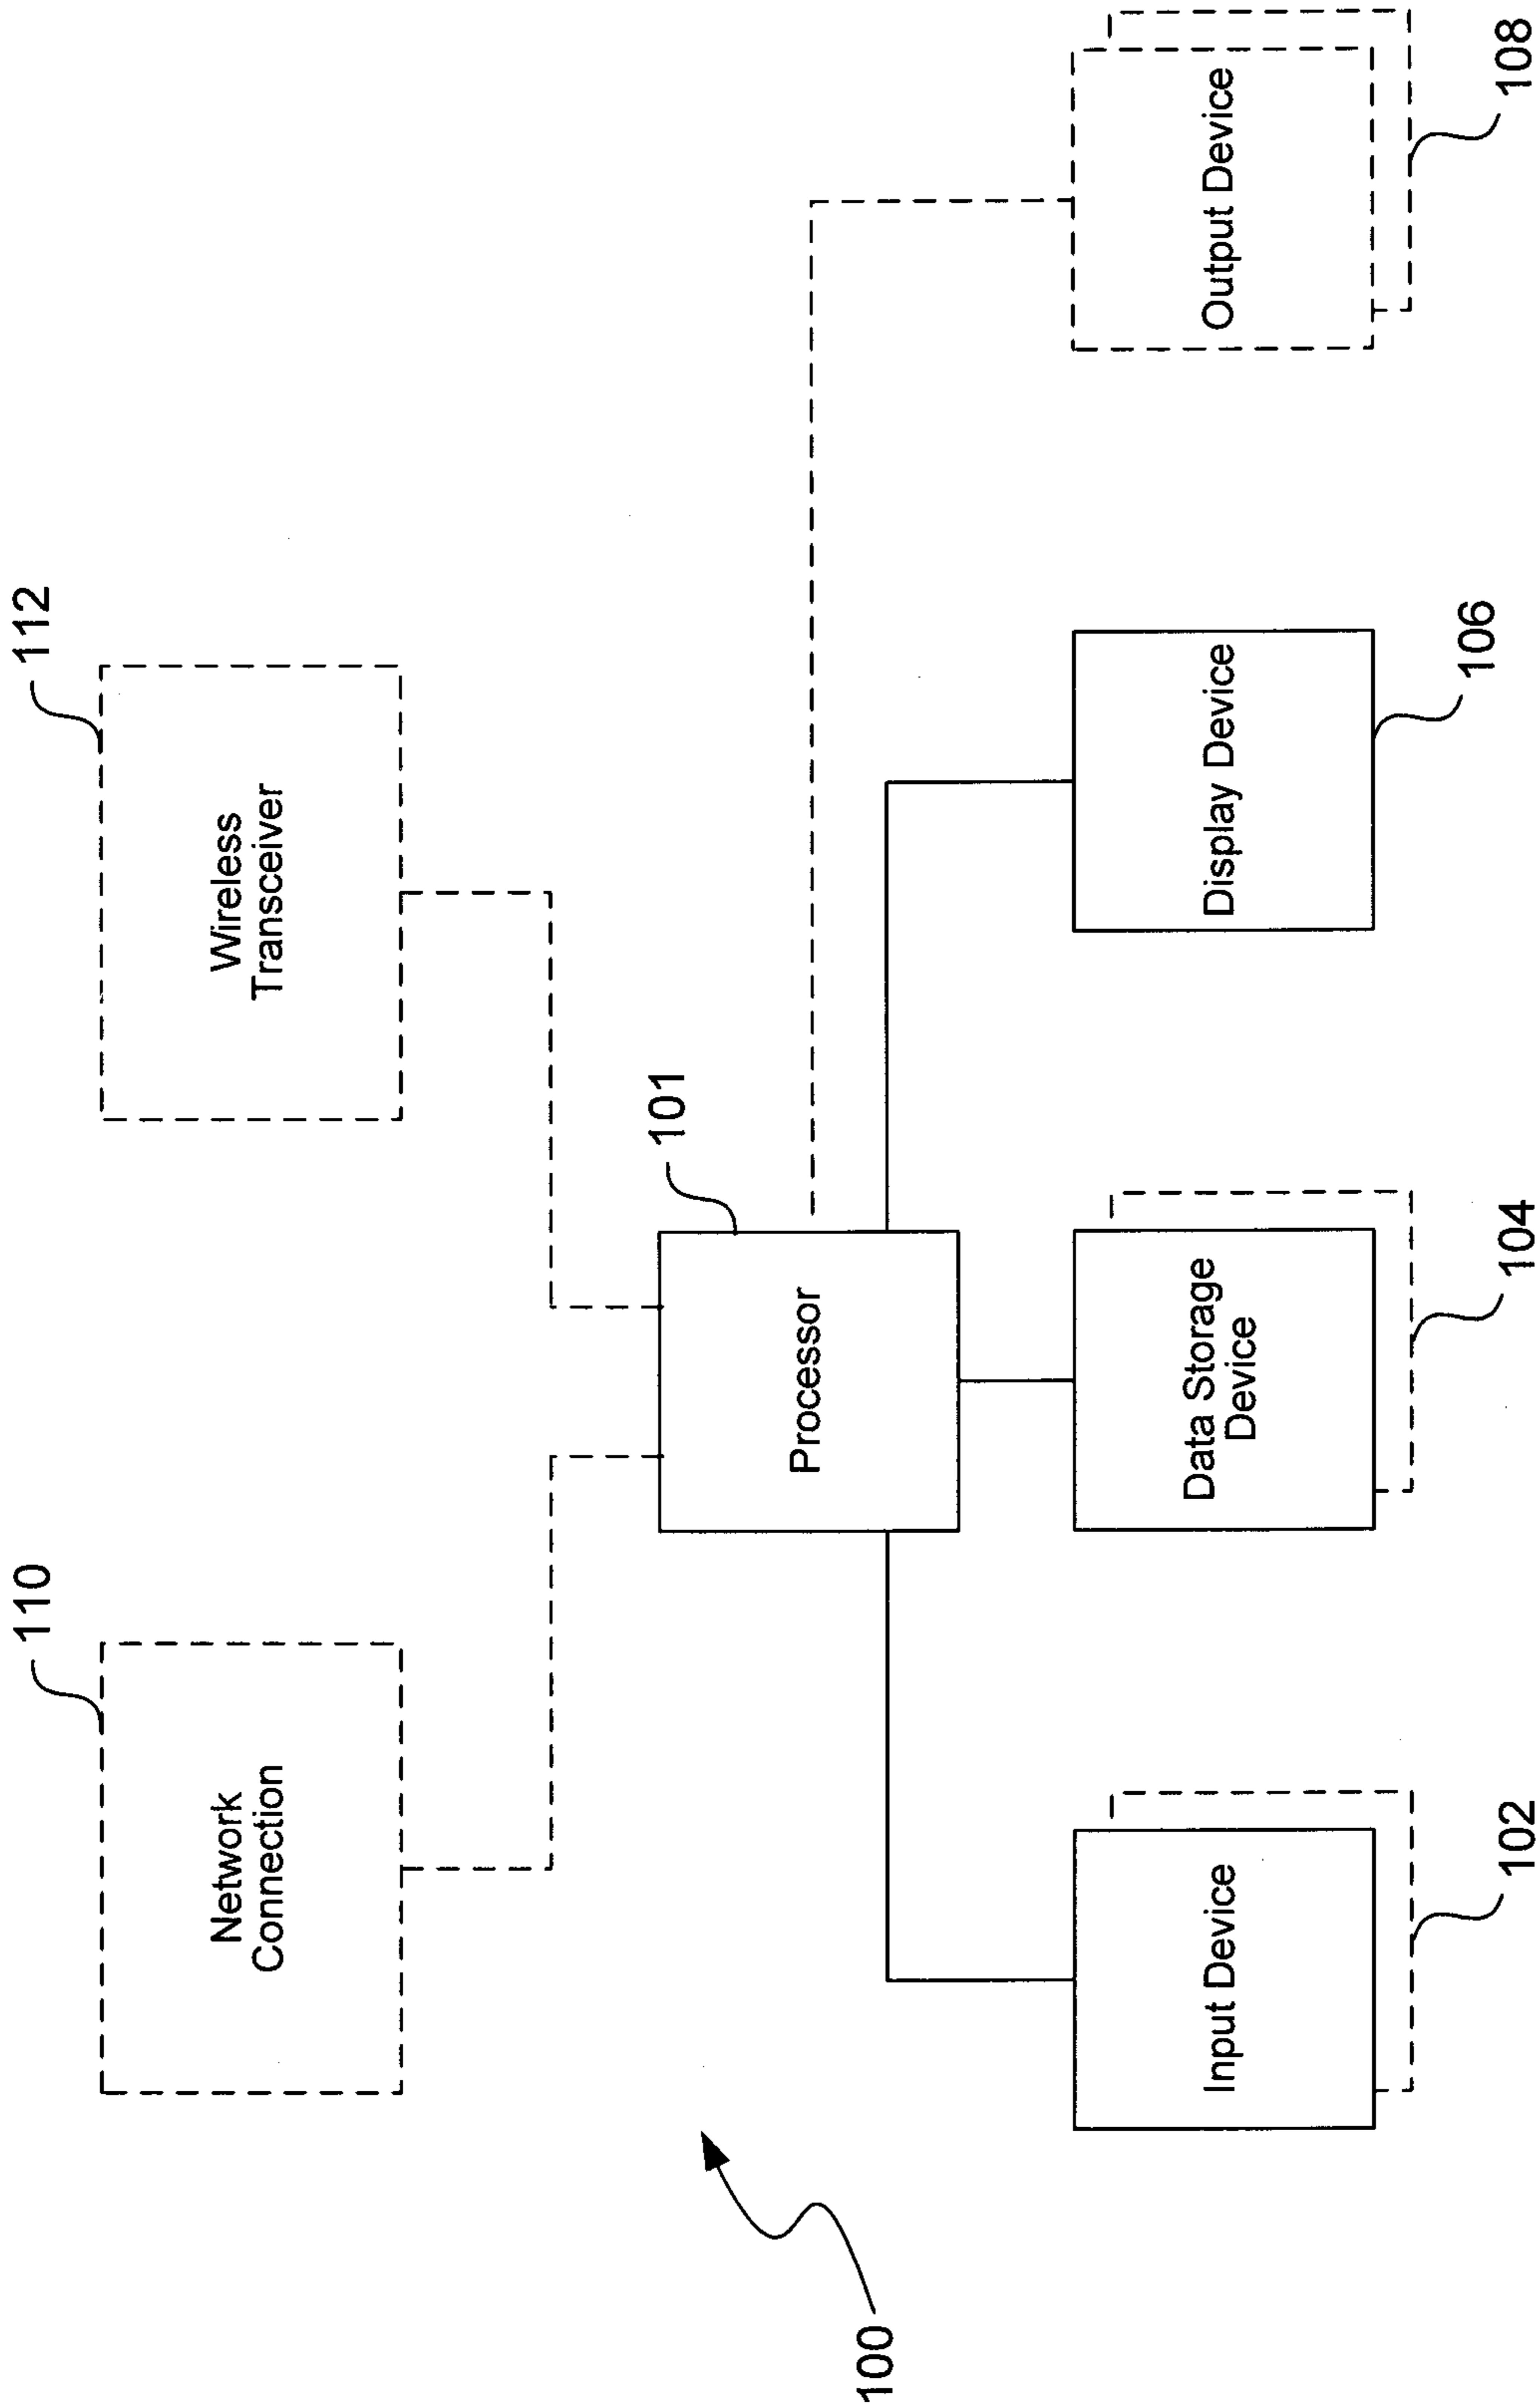 110
112
Network
Connection
Wireless
Transceiver
101
Processor
100
Input Device
Data Storage
Device
Display Device
Output Device
102
104
106
108